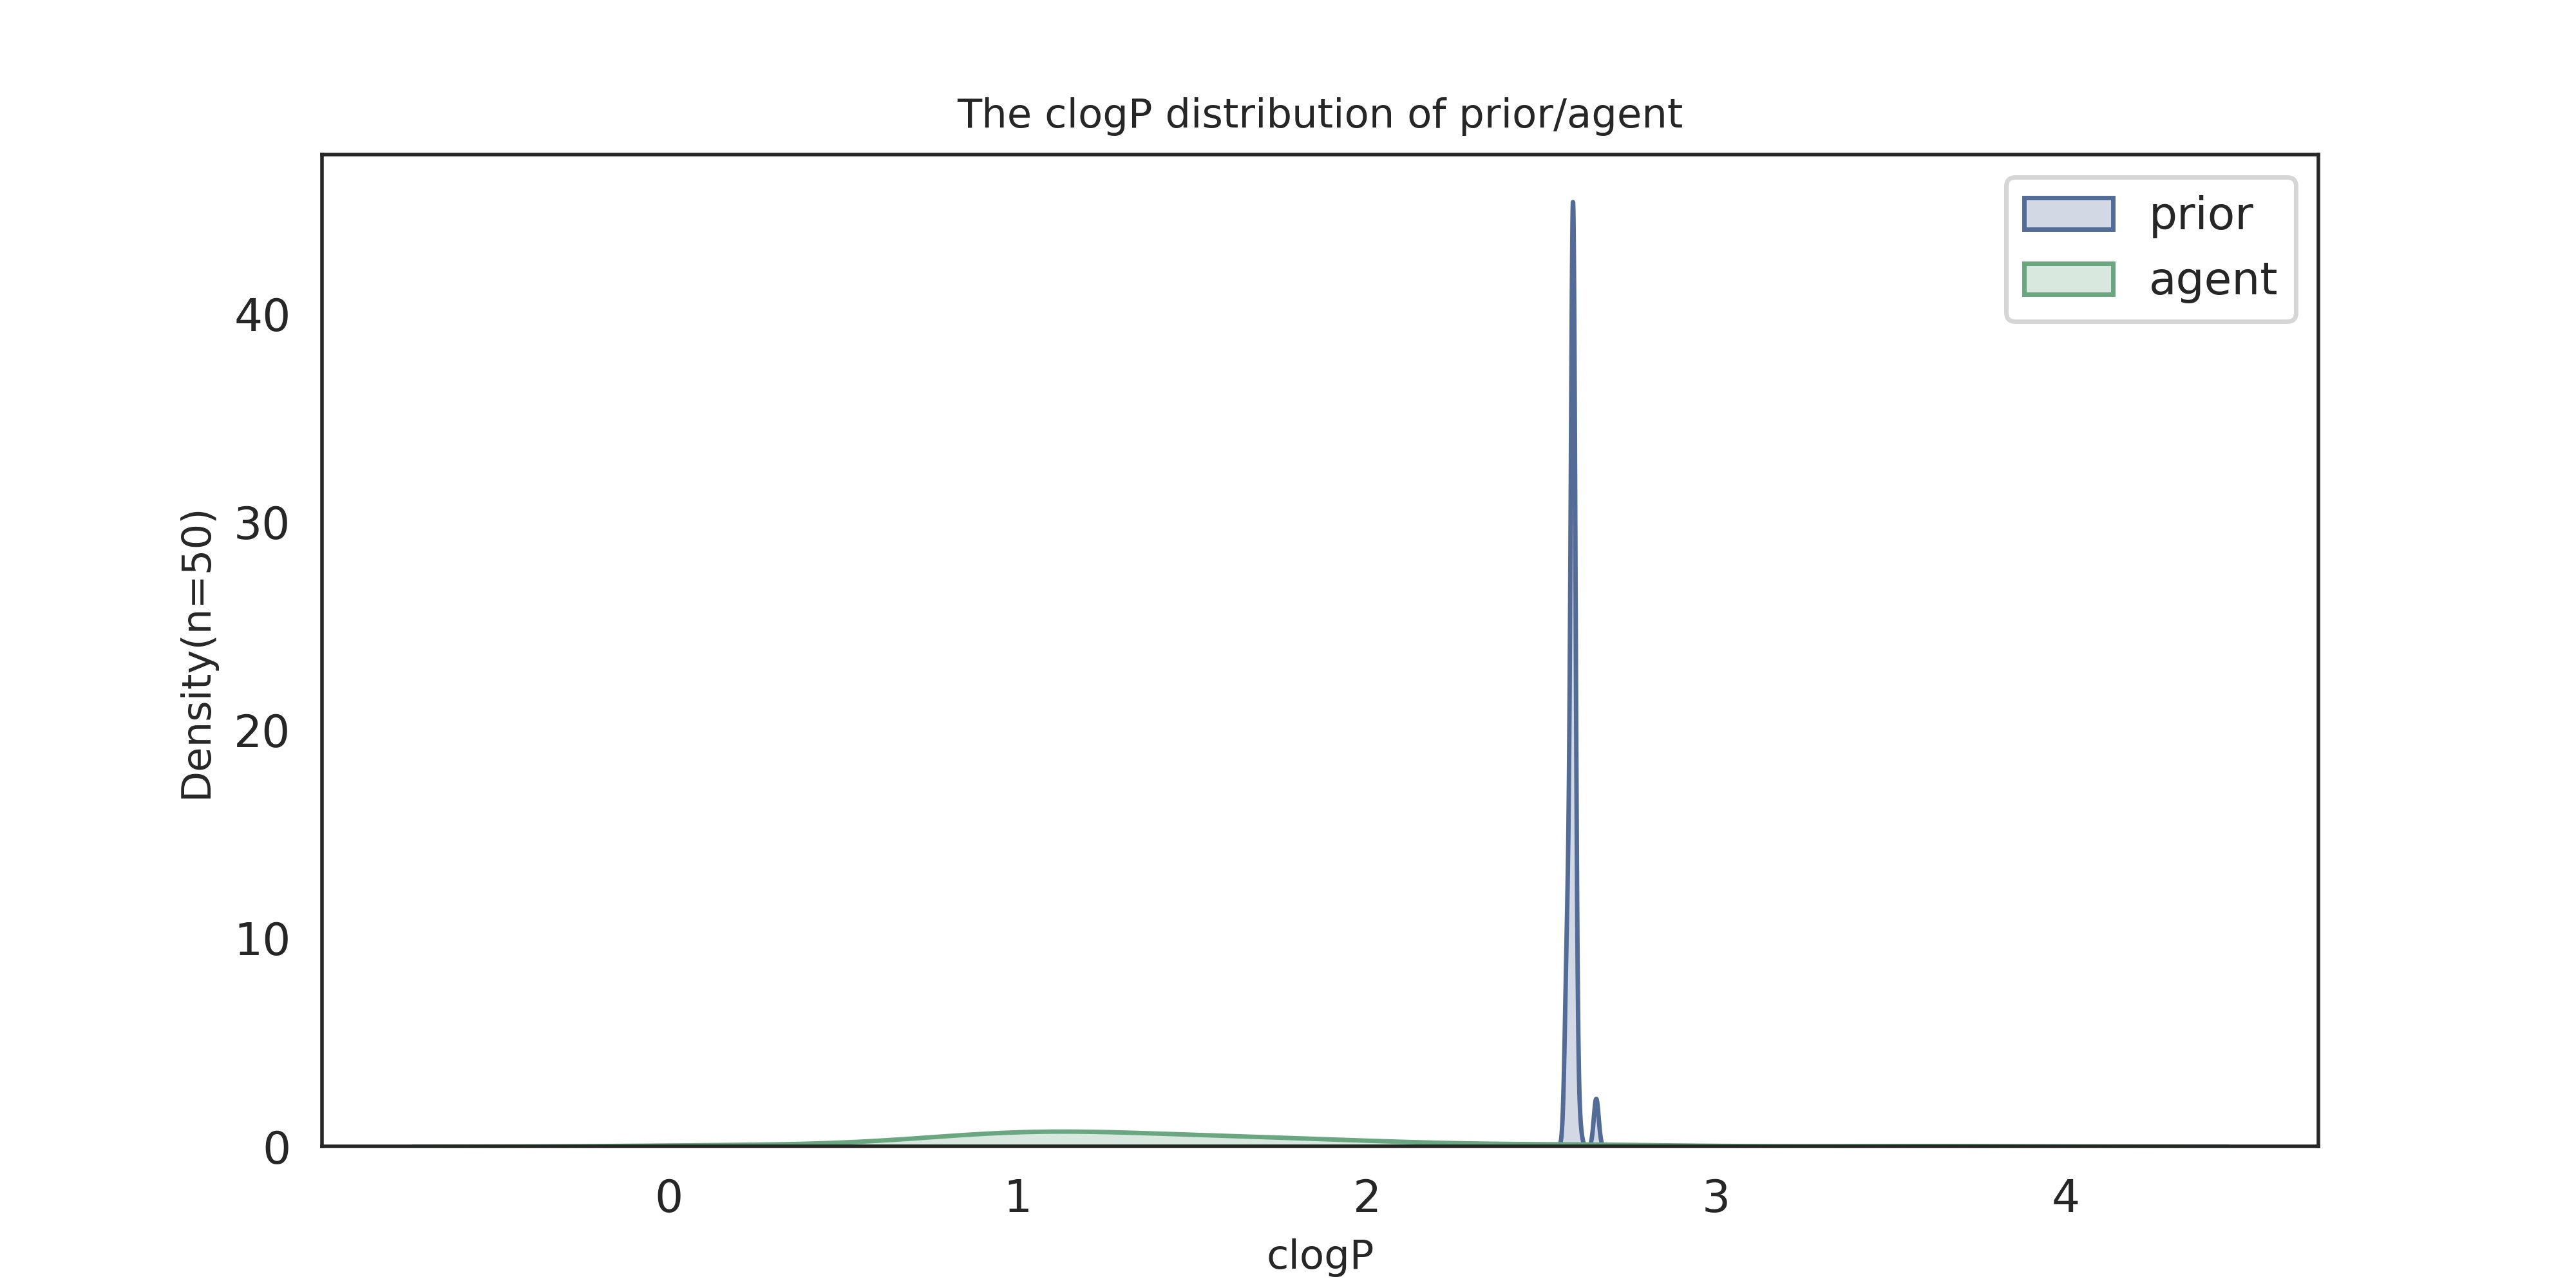 The clogP distribution of prior/agent
prior
agent
40
30
20
10
0
Density(n=50)
0 1 2 3 4
clogP